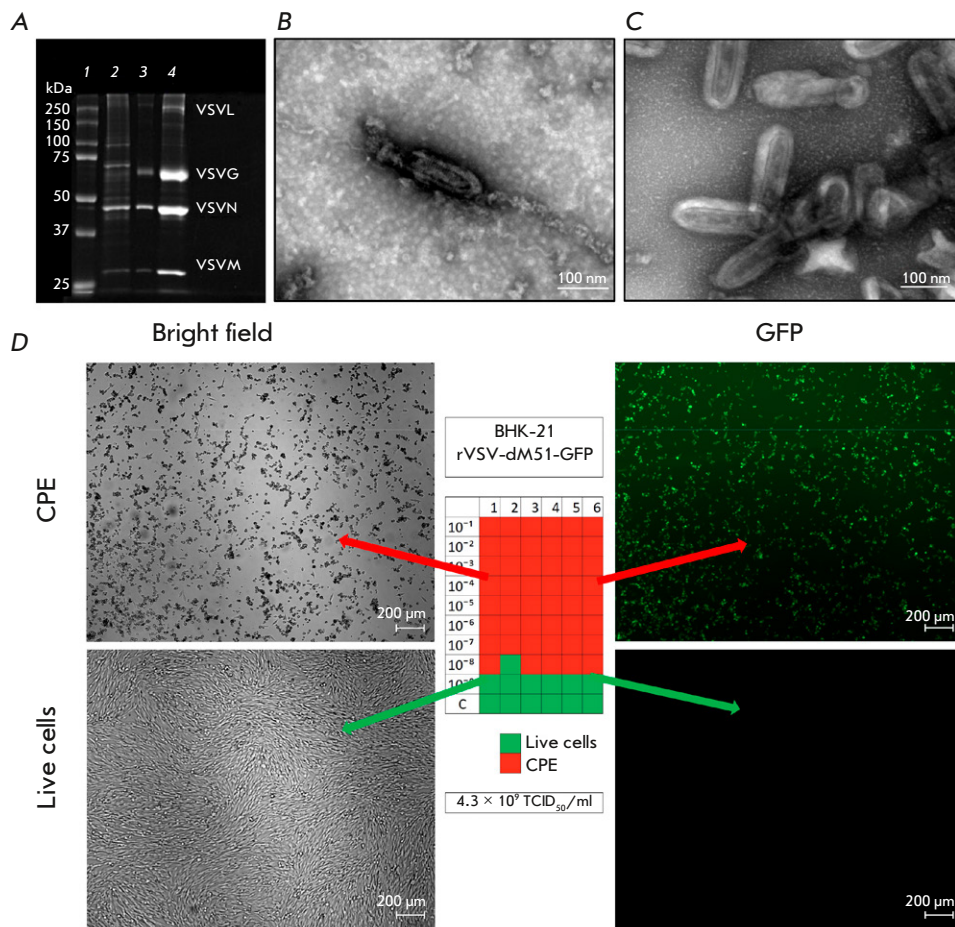 A
B
C
1 2 3 4
kDa
250
150
100
75
50
37
25
VSVL
VSVG
VSVN
VSVM
100 nm
100 nm
D
Bright field
GFP
CPE
Live cells
200 µm
200 µm
200 µm
200 µm
BHK-21
rVSV-dM51-GFP
1 2 3 4 5 6
10⁻¹
10⁻²
10⁻³
10⁻⁴
10⁻⁵
10⁻⁶
10⁻⁷
10⁻⁸
C
Live cells
CPE
4.3 × 10⁹ TCID₅₀/ml